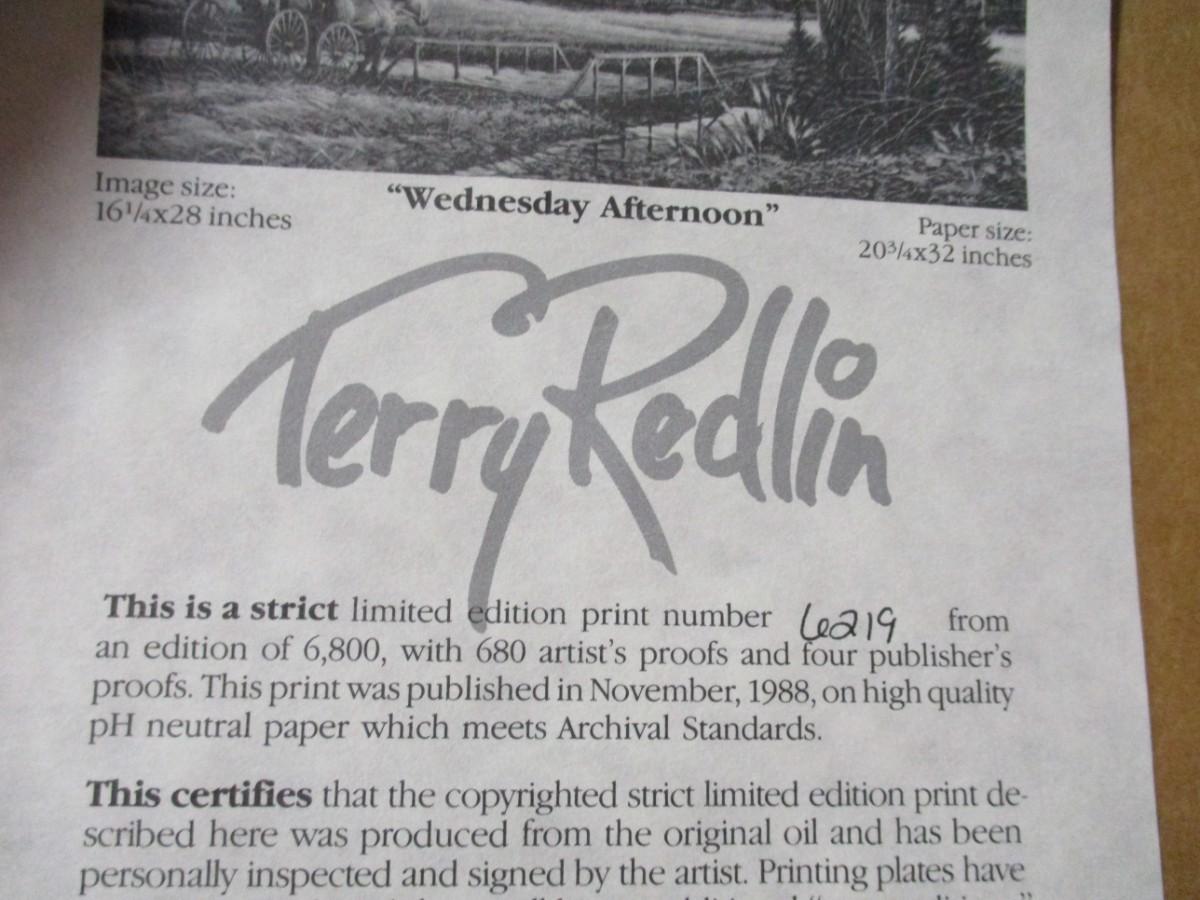 Image size:
16¹/₄x28 inches
“Wednesday Afternoon”
Paper size:
20³/₄x32 inches
Terry Redlin
This is a strict limited edition print number 6219 from
an edition of 6,800, with 680 artist’s proofs and four publisher’s
proofs. This print was published in November, 1988, on high quality
pH neutral paper which meets Archival Standards.
This certifies that the copyrighted strict limited edition print de-
scribed here was produced from the original oil and has been
personally inspected and signed by the artist. Printing plates have